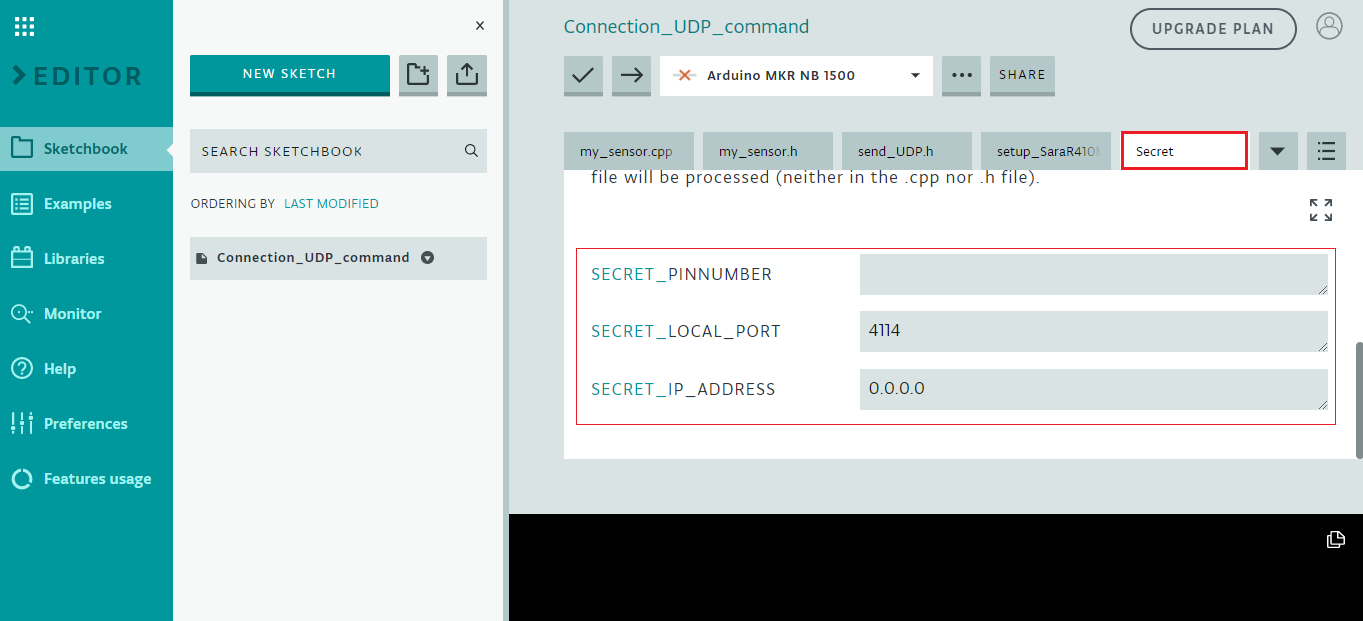 EDITOR
Sketchbook
Examples
Libraries
Monitor
Help
Preferences
Features usage
×
NEW SKETCH
SEARCH SKETCHBOOK
ORDERING BY LAST MODIFIED
Connection_UDP_command
Connection_UDP_command
UPGRADE PLAN
Arduino MKR NB 1500
SHARE
my_sensor.cpp my_sensor.h send_UDP.h setup_SaraR410 Secret
file will be processed (neither in the .cpp nor .h file).
SECRET_PINNUMBER
SECRET_LOCAL_PORT 4114
SECRET_IP_ADDRESS 0.0.0.0